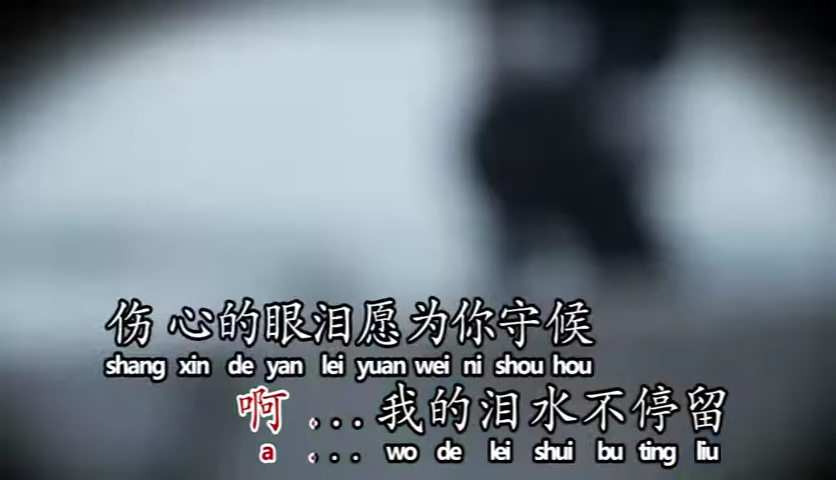 伤 心的眼泪愿为你守候
shang xin de yan lei yuan wei ni shou hou
啊 ...我的泪水不停留
a ... wo de lei shui bu ting liu